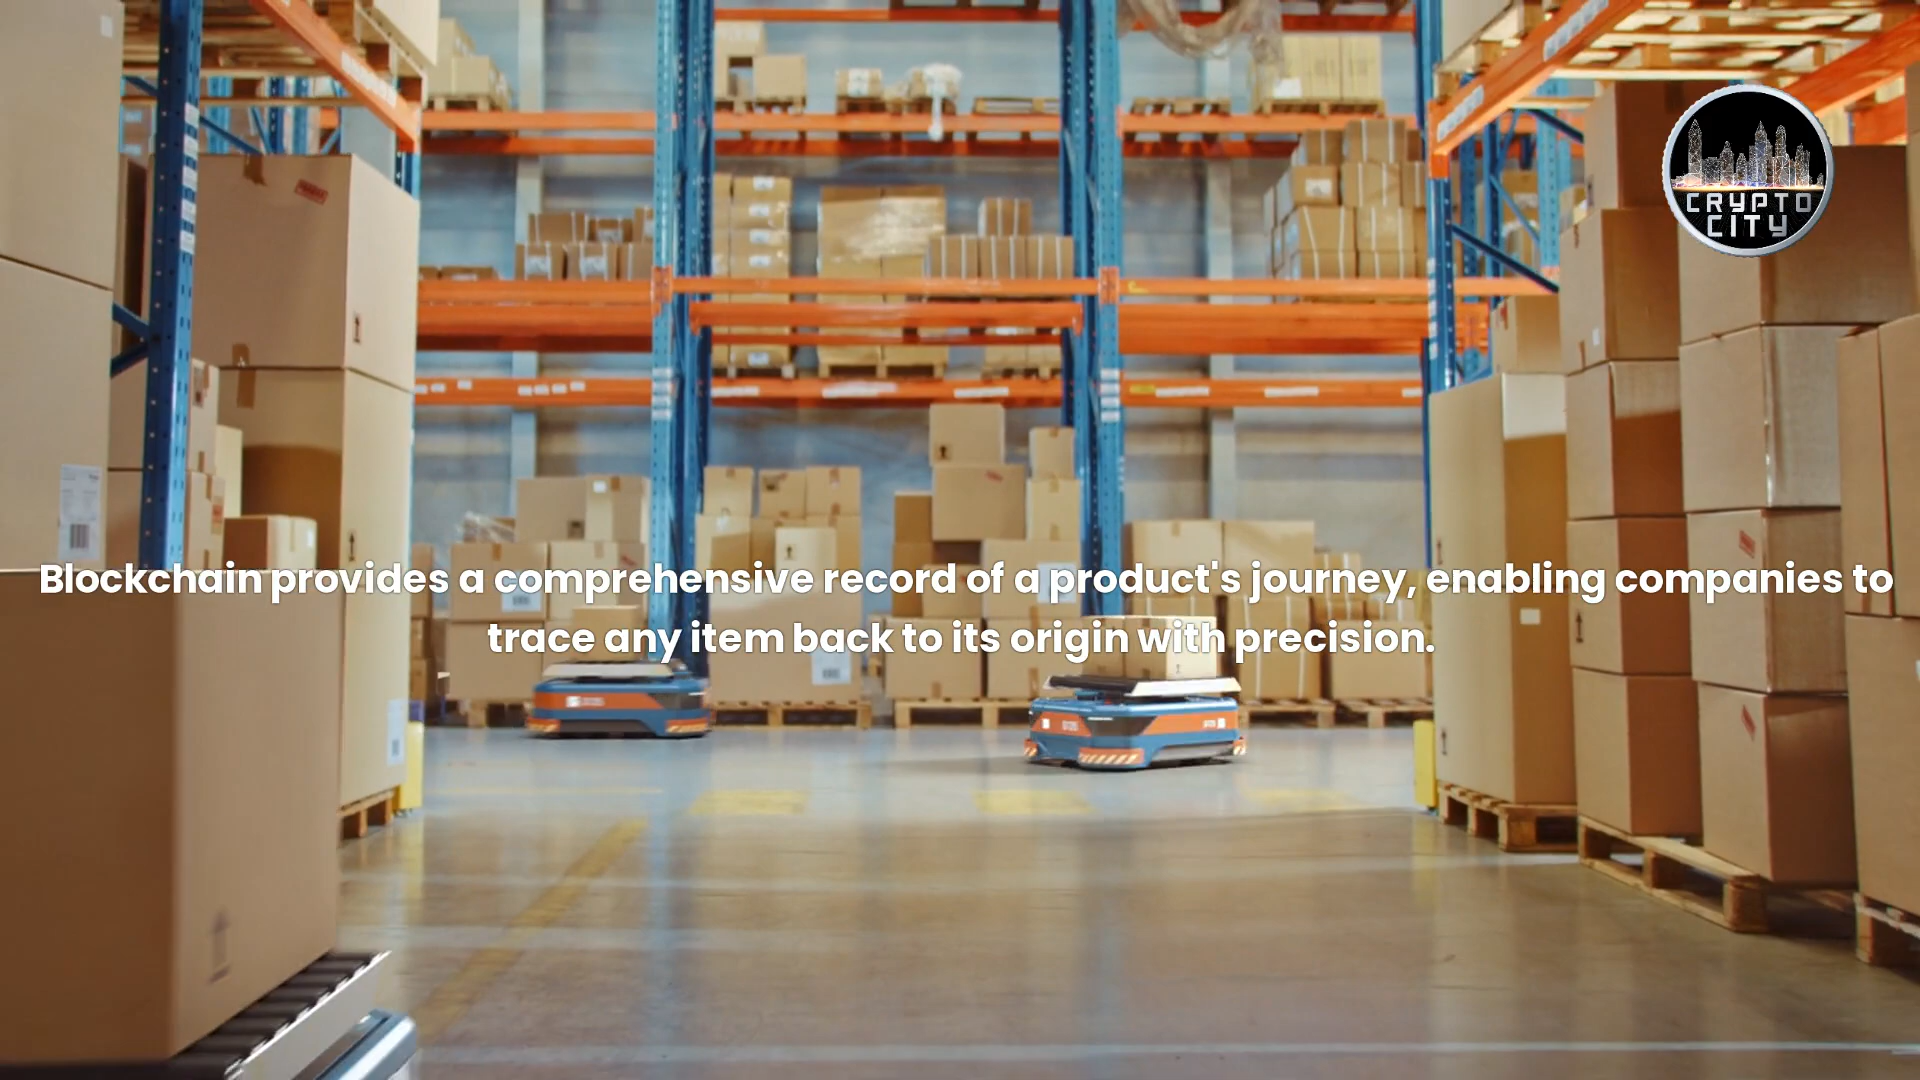 CRYPTO
CITY
Blockchain provides a comprehensive record of a product's journey, enabling companies to
trace any item back to its origin with precision.